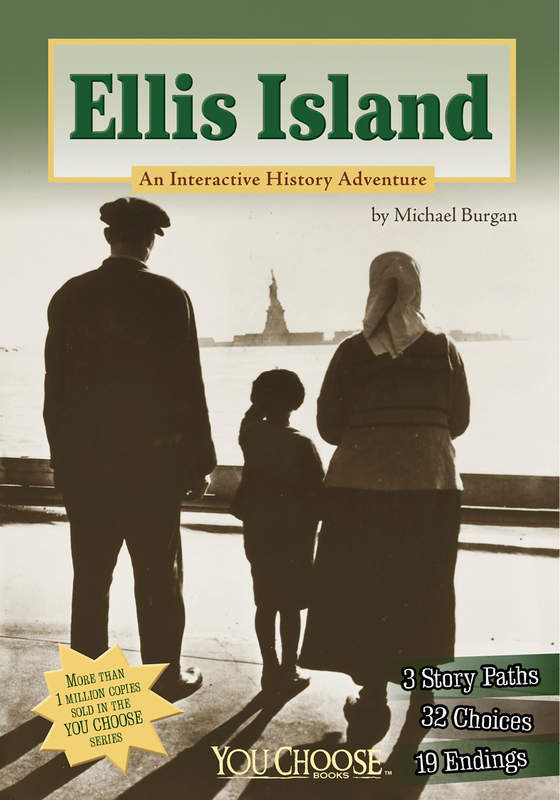 Ellis Island
An Interactive History Adventure
by Michael Burgan
MORE THAN
1 MILLION COPIES
SOLD IN THE
YOU CHOOSE
SERIES
3 Story Paths
32 Choices
19 Endings
YOU CHOOSE
BOOKS™